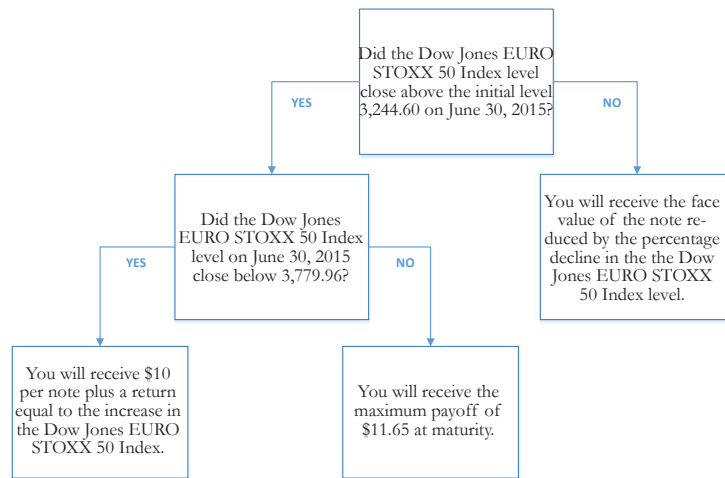 Did the Dow Jones EURO
STOXX 50 Index level
close above the initial level
3,244.60 on June 30, 2015?
YES
NO
Did the Dow Jones
EURO STOXX 50 Index
level on June 30, 2015
close below 3,779.96?
You will receive the face
value of the note re-
duced by the percentage
decline in the the Dow
Jones EURO STOXX
50 Index level.
YES
NO
You will receive $10
per note plus a return
equal to the increase in
the Dow Jones EURO
STOXX 50 Index.
You will receive the
maximum payoff of
$11.65 at maturity.